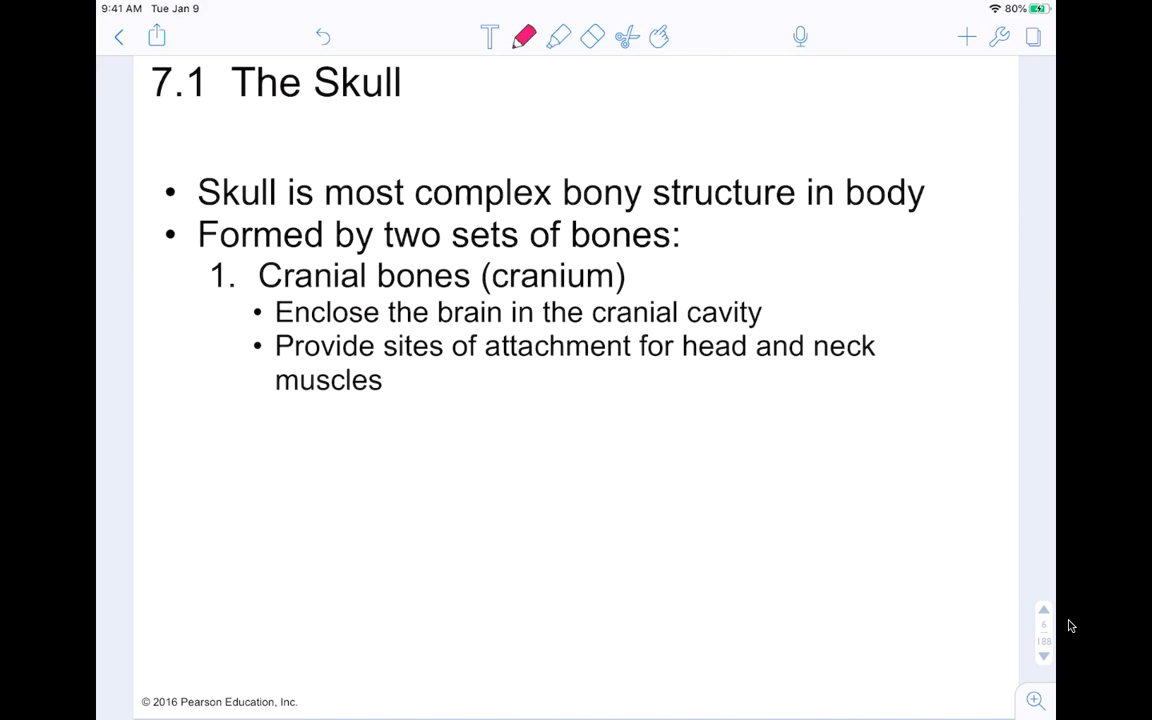 9:41 AM Tue Jan 9
80%
T
7.1 The Skull
• Skull is most complex bony structure in body
• Formed by two sets of bones:
1. Cranial bones (cranium)
• Enclose the brain in the cranial cavity
• Provide sites of attachment for head and neck
muscles
6
188
© 2016 Pearson Education, Inc.